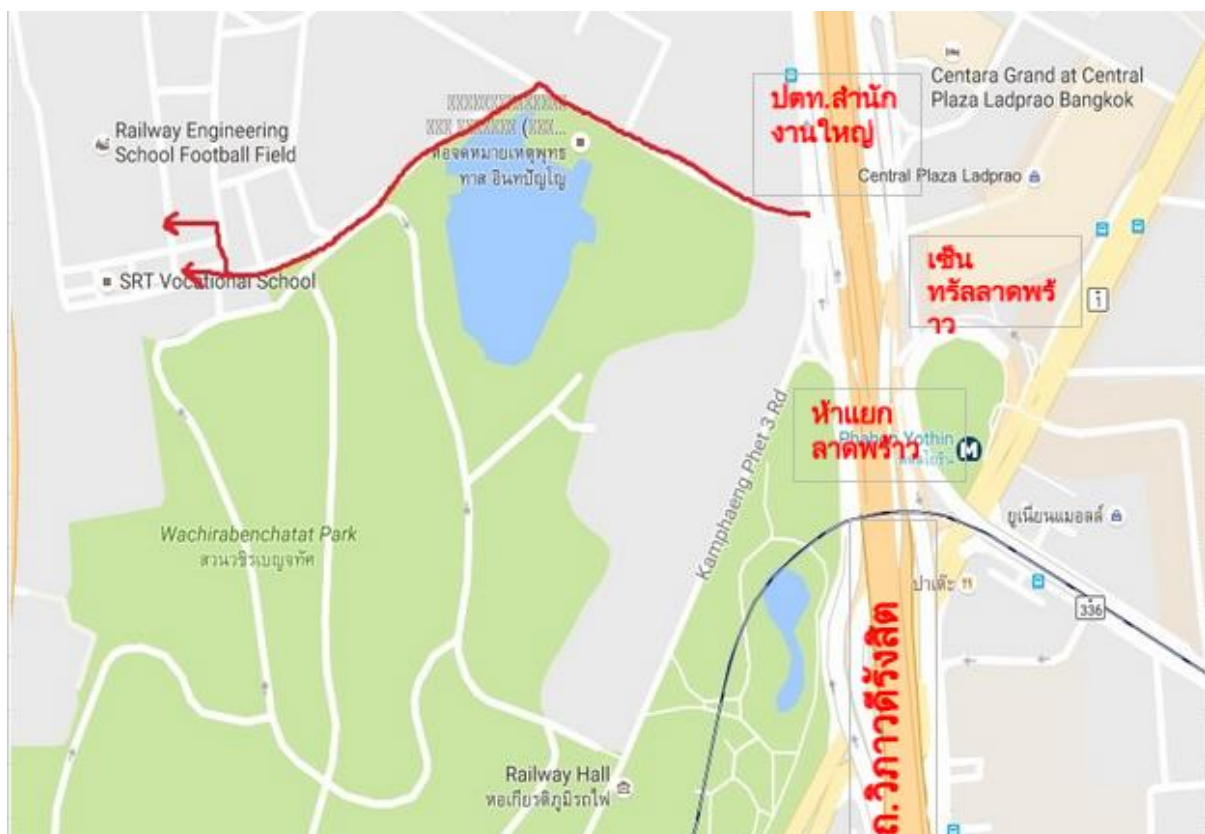 Centara Grand at Central
Plaza Ladprao Bangkok
ปตท.สำนัก
งานใหญ่
Railway Engineering
School Football Field
หอจดหมายเหตุพุทธ
ทาส อินทปัญโญ
Central Plaza Ladprao
SRT Vocational School
เซ็น
ทรัลลาดพร้
าว
1
ห้าแยก
ลาดพร้าว
Phahon Yothin
Kamphaeng Phet 3 Rd
ยูเนี่ยนมอลล์
Wachirabenchatat Park
สวนวชิรเบญจทัศ
336
ถ.วิภาวดีรังสิต
Railway Hall
หอเกียรติภูมิรถไฟ